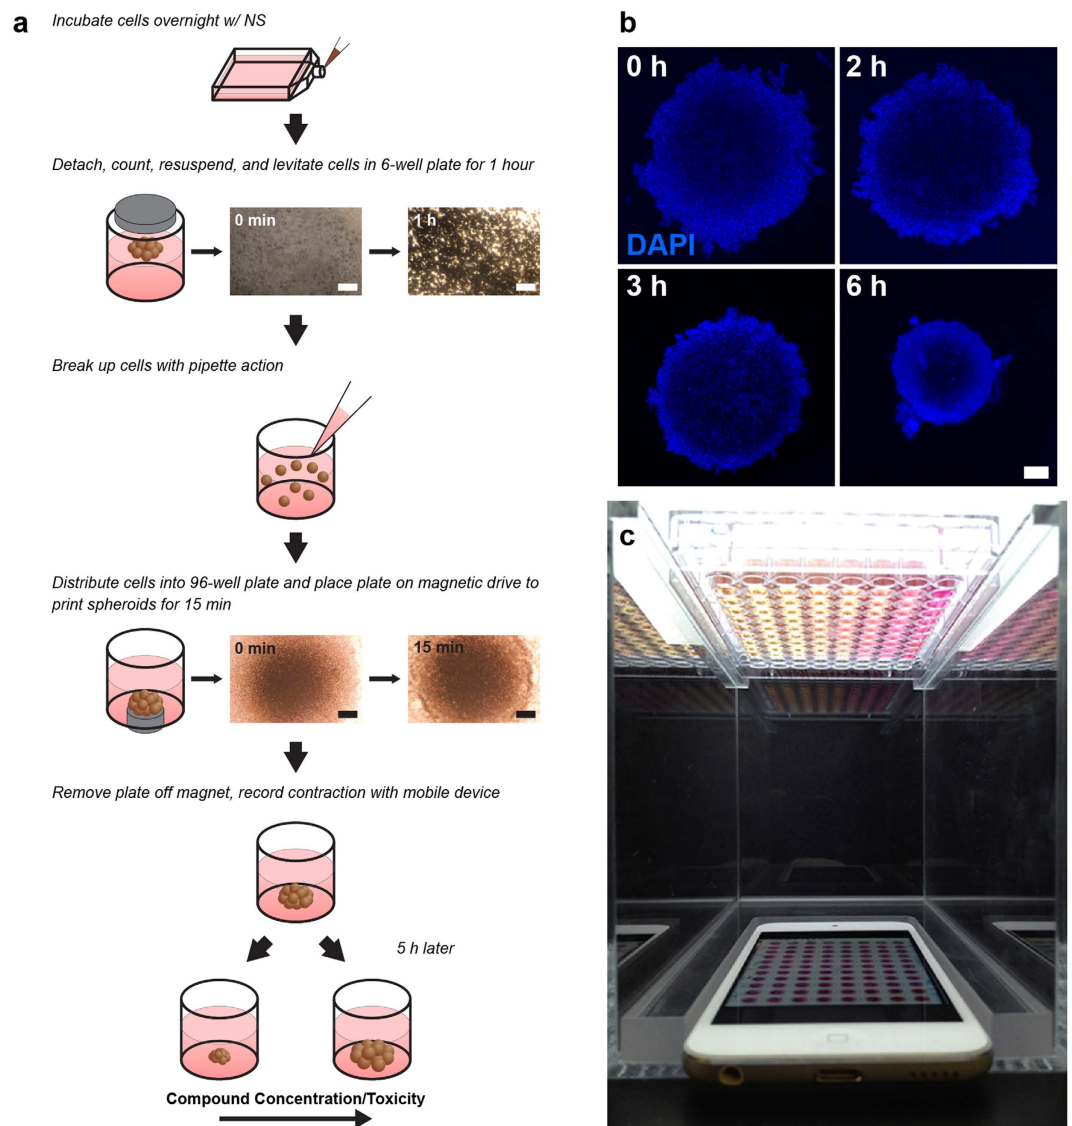 a
Incubate cells overnight w/ NS
Detach, count, resuspend, and levitate cells in 6-well plate for 1 hour
0 min
1 h
Break up cells with pipette action
Distribute cells into 96-well plate and place plate on magnetic drive to
print spheroids for 15 min
0 min
15 min
Remove plate off magnet, record contraction with mobile device
5 h later
Compound Concentration/Toxicity
b
0 h
2 h
DAPI
3 h
6 h
c